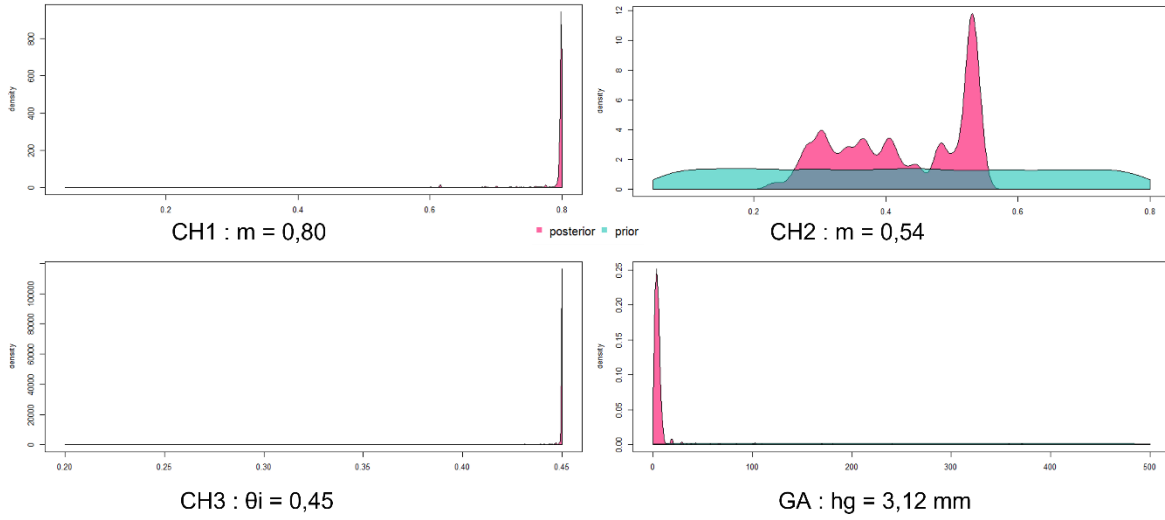 density
0 200 400 600 800
0.2 0.4 0.6 0.8
CH1 : m = 0,80
density
0 2 4 6 8 10 12
0.2 0.4 0.6 0.8
CH2 : m = 0,54
posterior prior
density
0 20000 40000 60000 80000 100000
0.20 0.25 0.30 0.35 0.40 0.45
CH3 : θi = 0,45
density
0.00 0.05 0.10 0.15 0.20 0.25
0 100 200 300 400 500
GA : hg = 3,12 mm